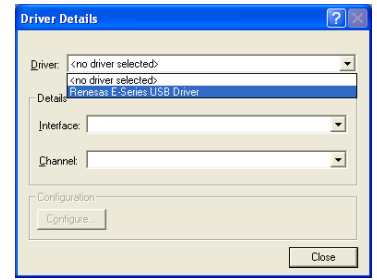 Driver Details
Driver: <no driver selected>
<no driver selected>
Renesas E-Series USB Driver
Details
Interface:
Channel:
Configuration
Configure...
Close